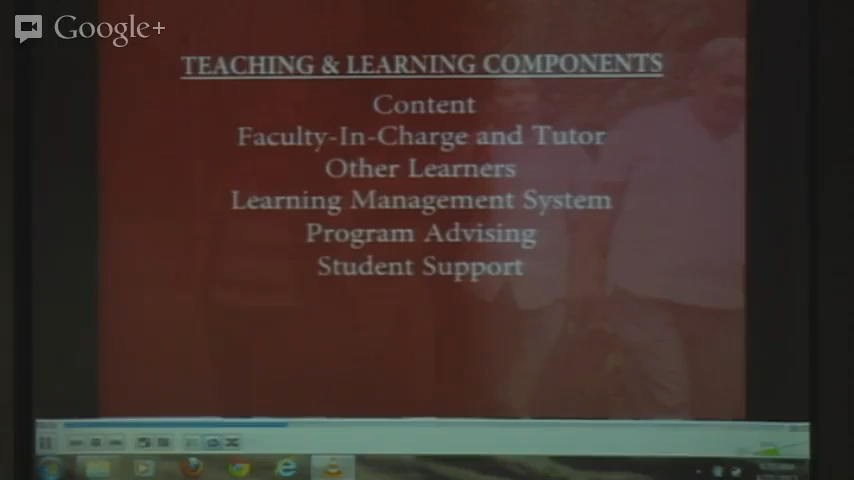 Google+
TEACHING & LEARNING COMPONENTS
Content
Faculty-In-Charge and Tutor
Other Learners
Learning Management System
Program Advising
Student Support